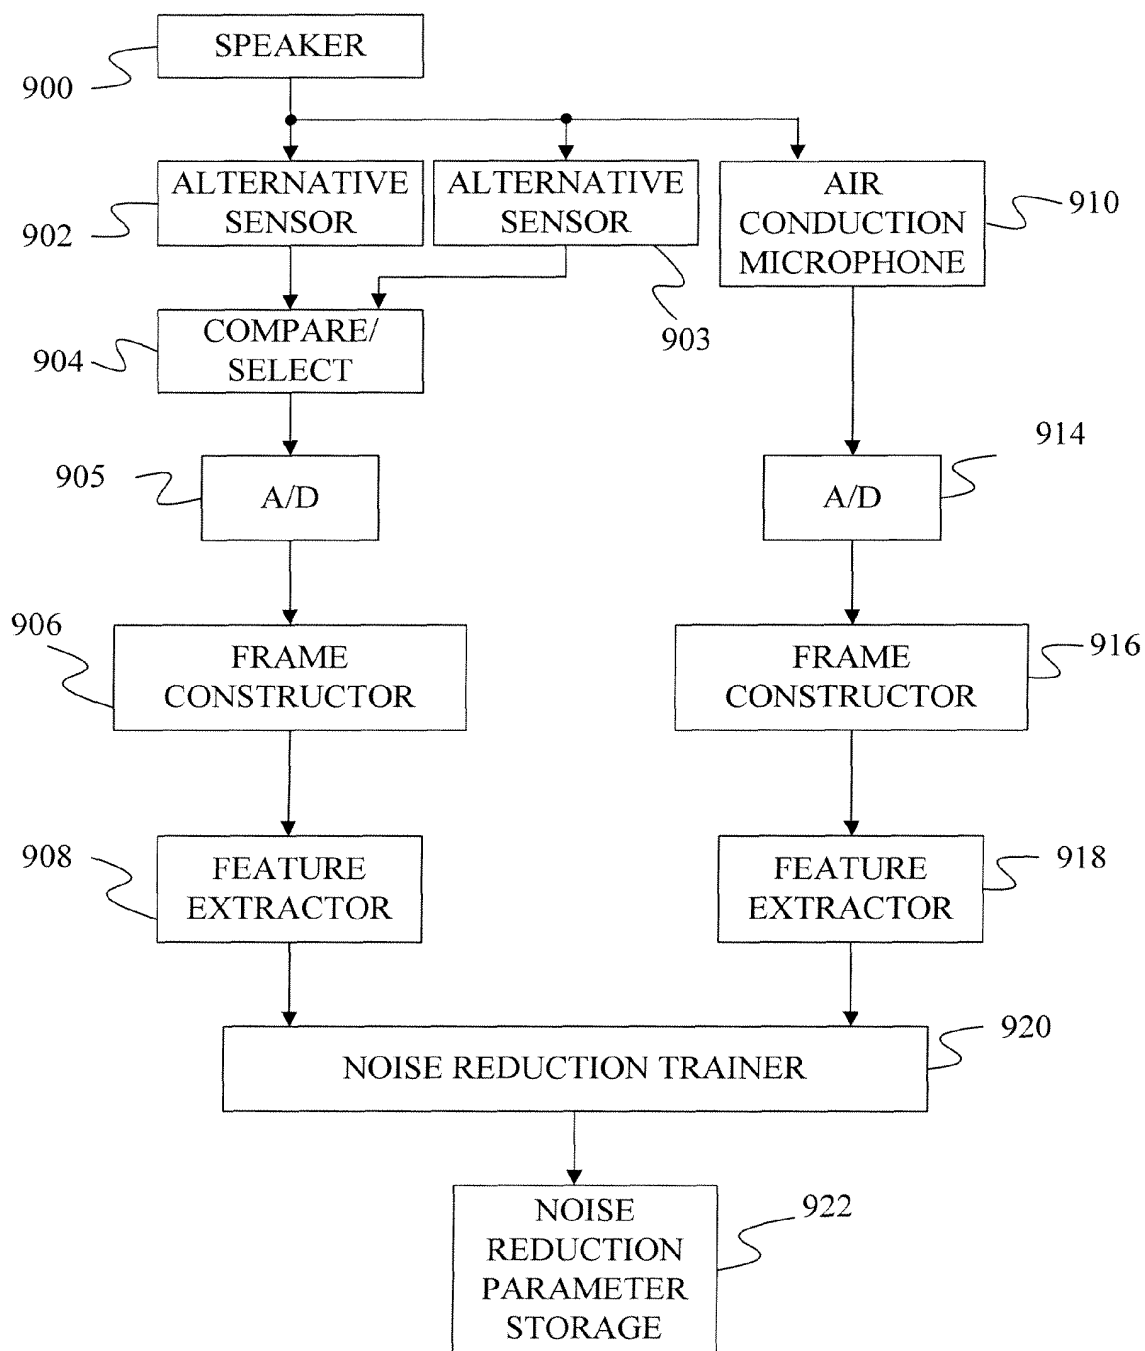 SPEAKER
900
ALTERNATIVE
SENSOR
902
ALTERNATIVE
SENSOR
903
AIR
CONDUCTION
MICROPHONE
910
COMPARE/
SELECT
904
A/D
905
A/D
914
FRAME
CONSTRUCTOR
906
FRAME
CONSTRUCTOR
916
FEATURE
EXTRACTOR
908
FEATURE
EXTRACTOR
918
NOISE REDUCTION TRAINER
920
NOISE
REDUCTION
PARAMETER
STORAGE
922